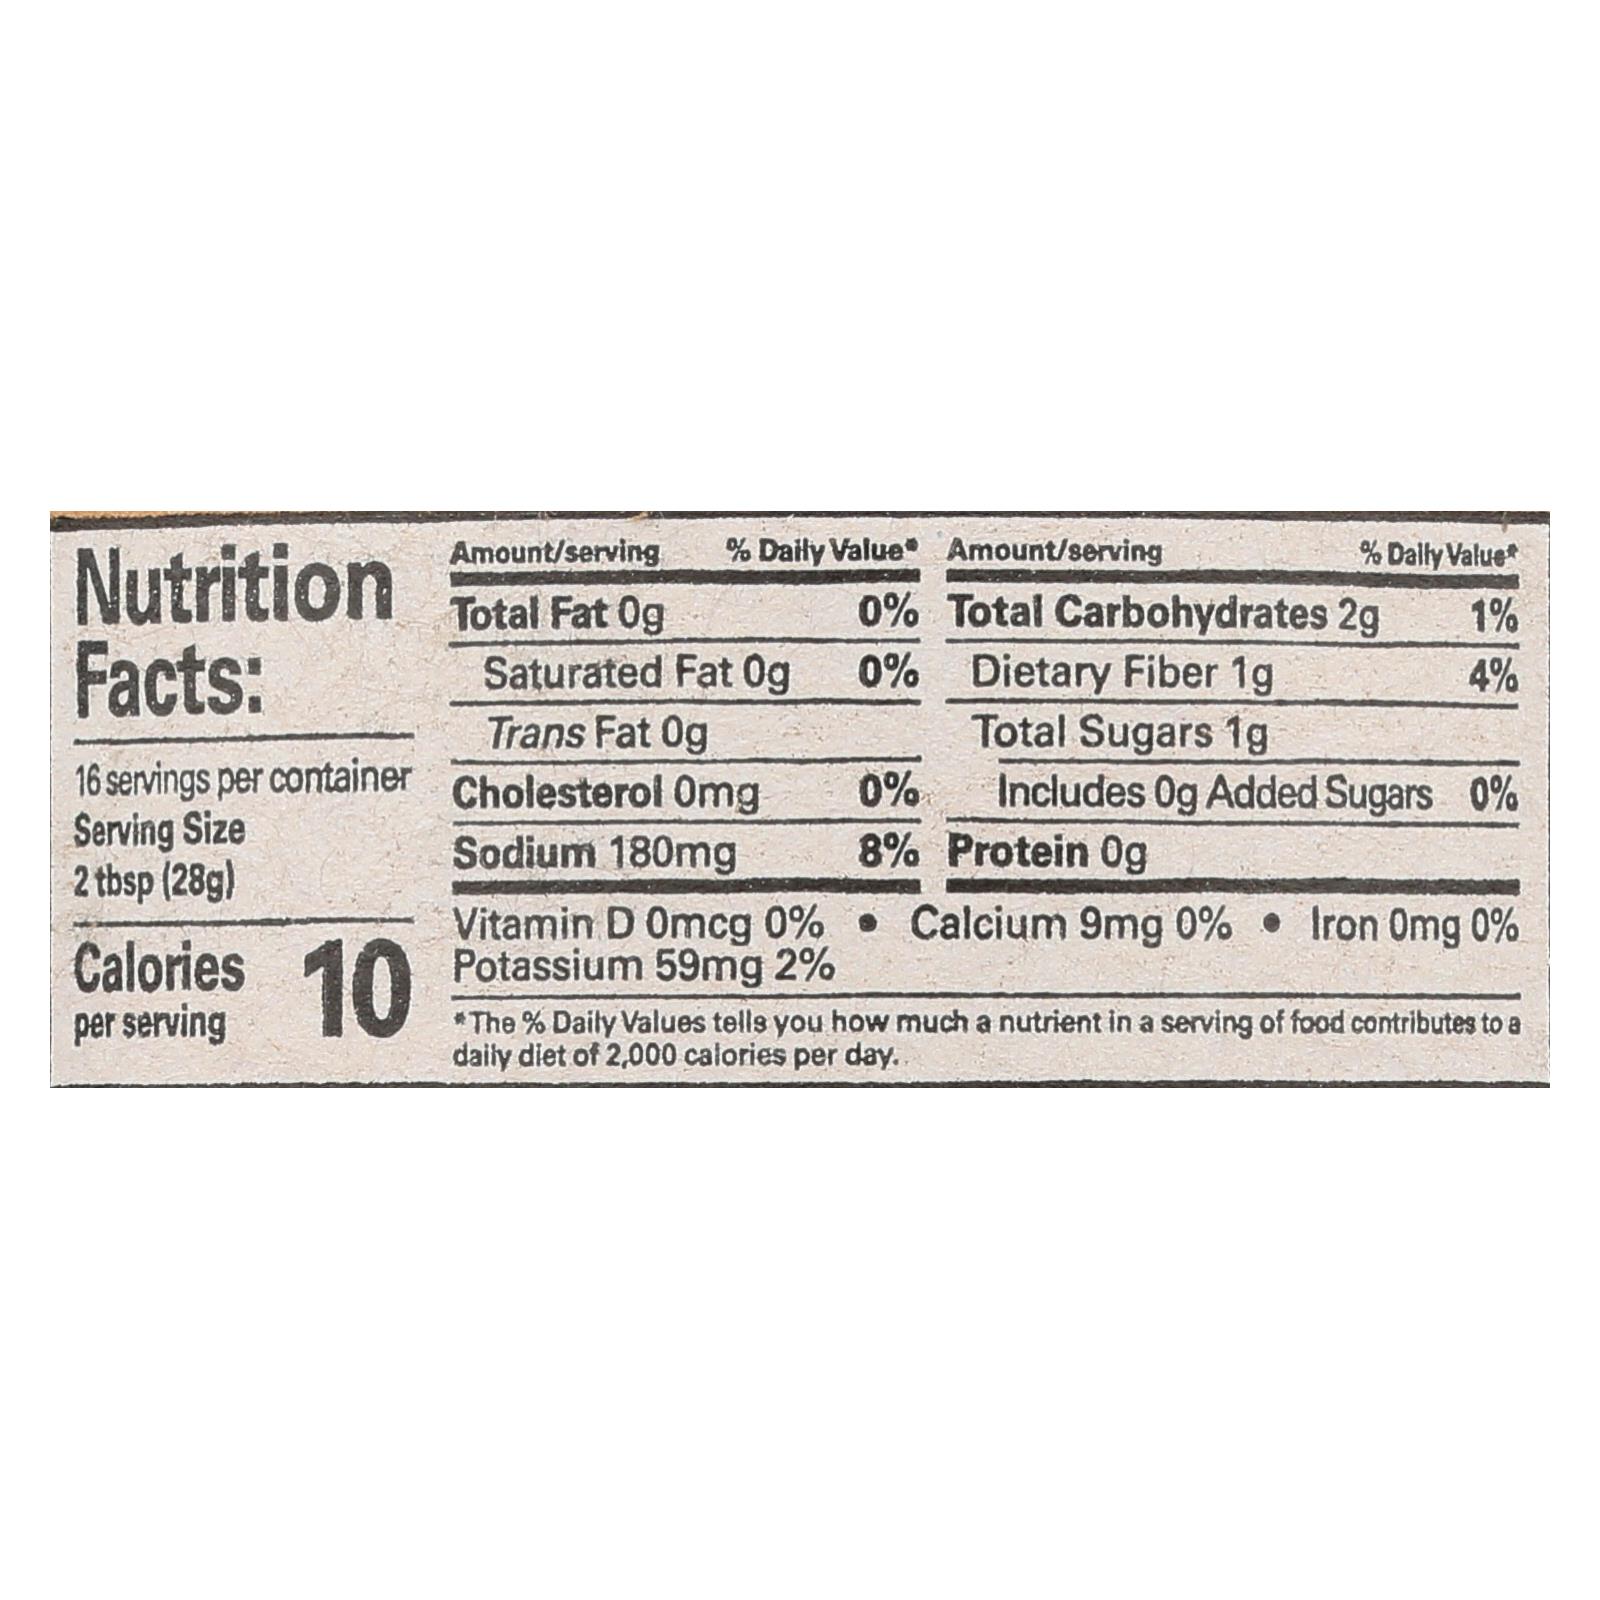 Nutrition
Facts:
16 servings per container
Serving Size
2 tbsp (28g)
Calories
per serving
10
Amount/serving % Daily Value*
Total Fat 0g 0%
Saturated Fat 0g 0%
Trans Fat 0g
Cholesterol 0mg 0%
Sodium 180mg 8%
Amount/serving % Daily Value*
Total Carbohydrates 2g 1%
Dietary Fiber 1g 4%
Total Sugars 1g
Includes 0g Added Sugars 0%
Protein 0g
Vitamin D 0mcg 0% • Calcium 9mg 0% • Iron 0mg 0%
Potassium 59mg 2%
*The % Daily Values tells you how much a nutrient in a serving of food contributes to a
daily diet of 2,000 calories per day.